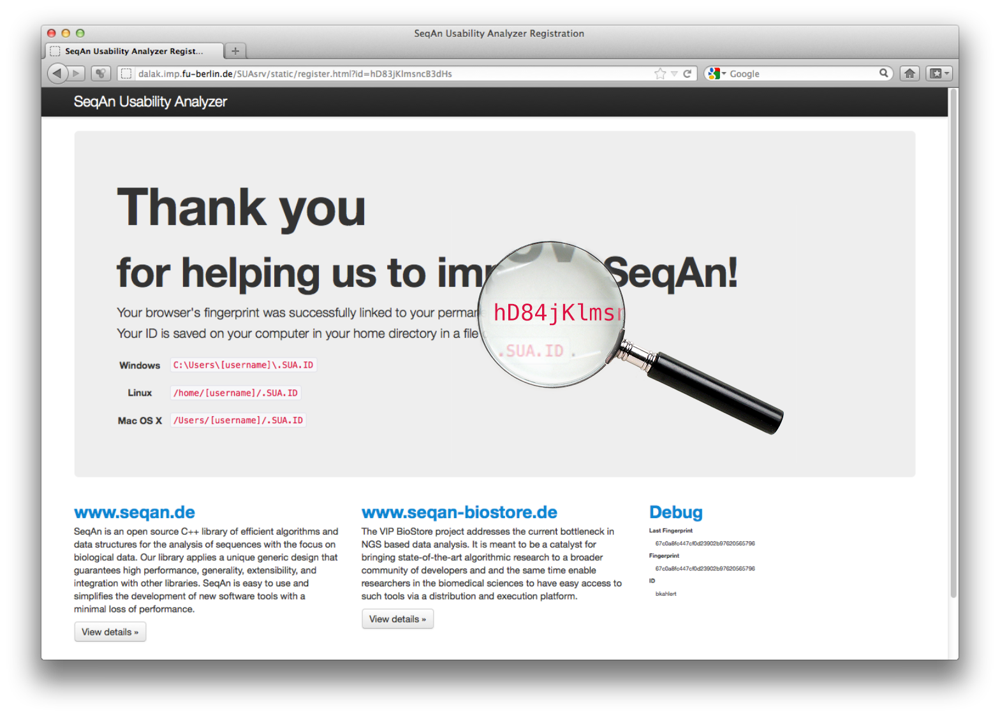 SeqAn Usability Analyzer Registration
SeqAn Usability Analyzer Regist...
dalak.imp.fu-berlin.de/SUAsrv/static/register.html?id=hD83jKlmsncB3dHs
Google
SeqAn Usability Analyzer
Thank you
for helping us to SeqAn!
Your browser's fingerprint was successfully linked to your
hD84jKlms
Your ID is saved on your computer in your home directory in a file
.SUA.ID .
Windows C:\Users\[username]\.SUA.ID
Linux /home/[username]/.SUA.ID
Mac OS X /Users/[username]/.SUA.ID
www.seqan.de
SeqAn is an open source C++ library of efficient algorithms and
data structures for the analysis of sequences with the focus on
biological data. Our library applies a unique generic design that
guarantees high performance, generality, extensibility, and
integration with other libraries. SeqAn is easy to use and
simplifies the development of new software tools with a
minimal loss of performance.
View details »
www.seqan-biostore.de
The VIP BioStore project addresses the current bottleneck in
NGS based data analysis. It is meant to be a catalyst for
bringing state-of-the-art algorithmic research to a broader
community of developers and and the same time enable
researchers in the biomedical sciences to have easy access to
such tools via a distribution and execution platform.
View details »
Debug
Last Fingerprint
67c0a8fc447cf0d23902b97620565796
Fingerprint
67c0a8fc447cf0d23902b97620565796
ID
bkahlert